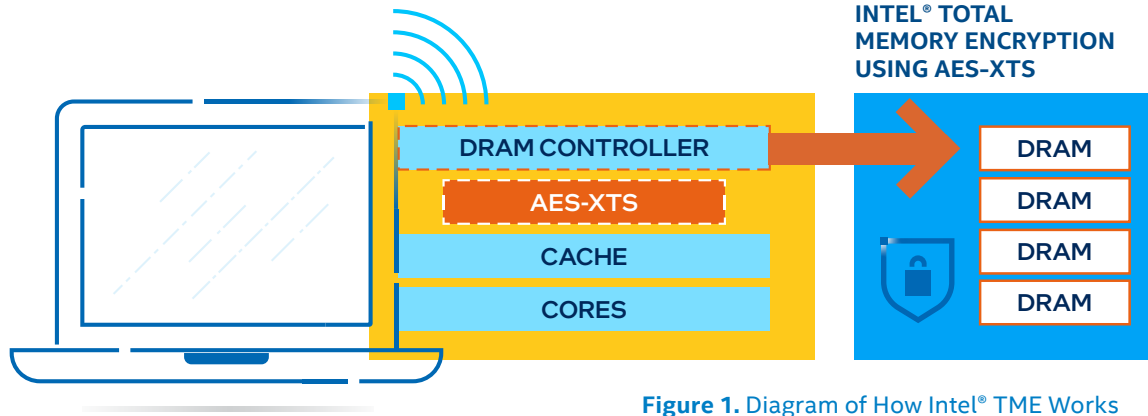 INTEL® TOTAL
MEMORY ENCRYPTION
USING AES-XTS
DRAM CONTROLLER
AES-XTS
CACHE
CORES
DRAM
DRAM
DRAM
DRAM
Figure 1. Diagram of How Intel® TME Works